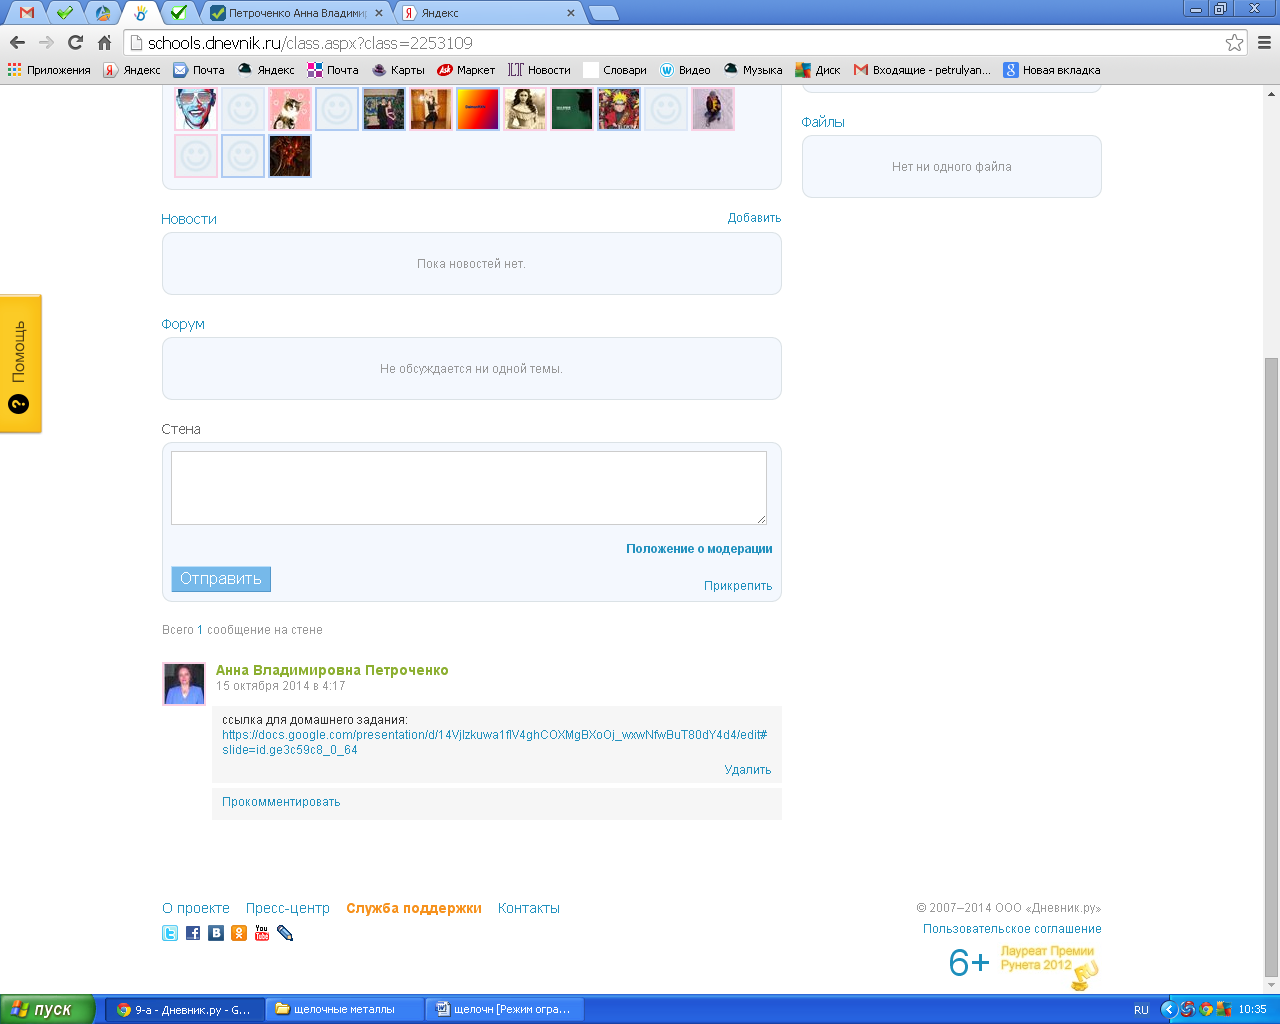 Петроченко Анна Владимир
Яндекс
schools.dnevnik.ru/class.aspx?class=2253109
Приложения Яндекс Почта Яндекс Почта Карты Маркет Новости Словари Видео Музыка Диск Входящие - petrulyan... Новая вкладка
Файлы
Нет ни одного файла
Новости
Добавить
Пока новостей нет.
Форум
Не обсуждается ни одной темы.
Помощь
Стена
Положение о модерации
Отправить
Прикрепить
Всего 1 сообщение на стене
Анна Владимировна Петроченко
15 октября 2014 в 4:17
ссылка для домашнего задания:
https://docs.google.com/presentation/d/14VjIzkuwa1fIV4ghCOXMgBXoOj_wxwNfwBuT80dY4d4/edit#
slide=id.ge3c59c8_0_64
Удалить
Прокомментировать
О проекте Пресс-центр Служба поддержки Контакты
© 2007–2014 ООО «Дневник.ру»
Пользовательское соглашение
6+
Лауреат Премии
Рунета 2012
You
Tube
пуск
9-а - Дневник.ру - G...
щелочные металлы
щелочн [Режим огра...
RU
10:35